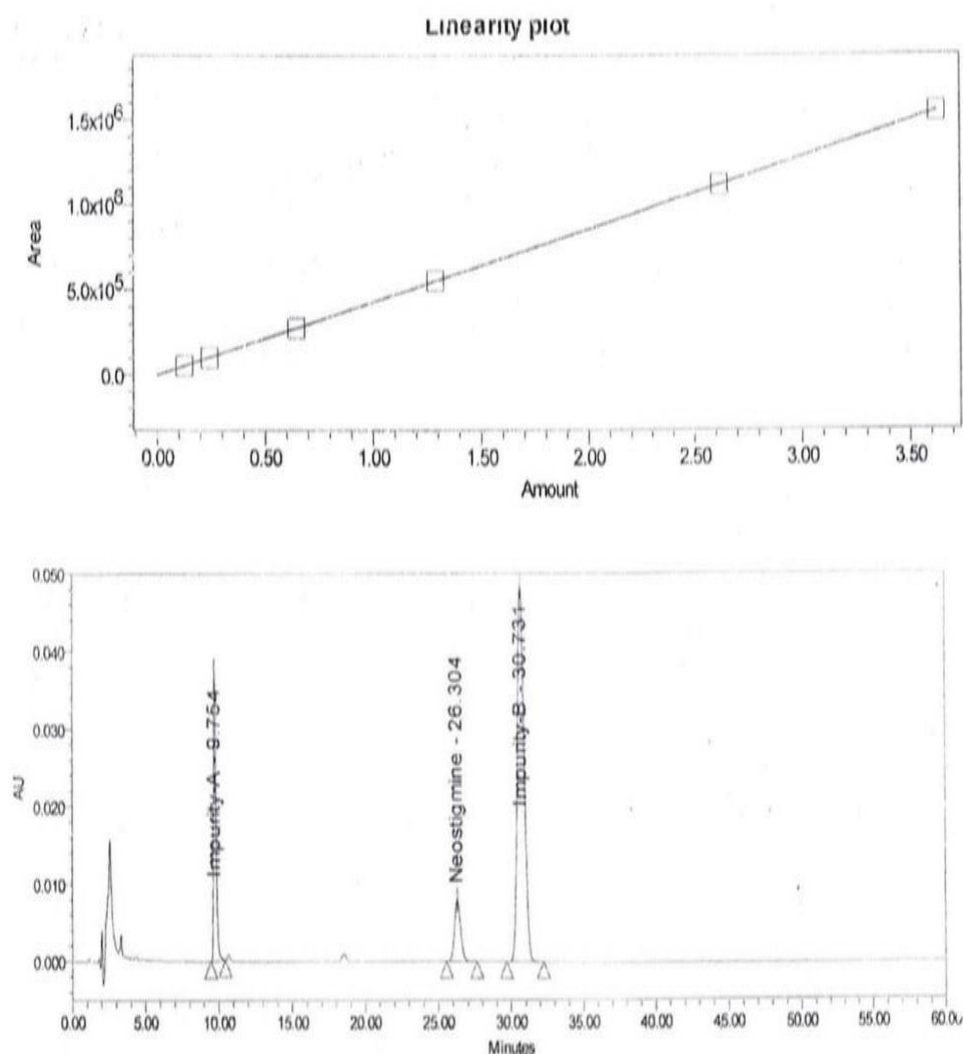 Linearity plot
1.5x10⁶
1.0x10⁶
5.0x10⁵
0.0
Area
0.00 0.50 1.00 1.50 2.00 2.50 3.00 3.50
Amount
0.050
0.040
0.030
0.020
0.010
0.000
AU
Impurity-A - 9.754
Neostigmine - 26.304
Impurity-B - 30.731
0.00 5.00 10.00 15.00 20.00 25.00 30.00 35.00 40.00 45.00 50.00 55.00 60.00
Minutes